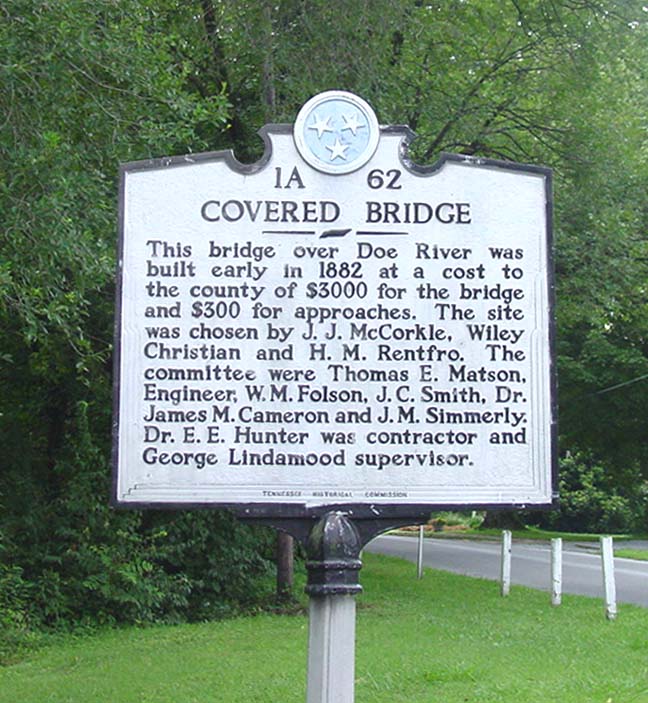 1A 62
COVERED BRIDGE
This bridge over Doe River was
built early in 1882 at a cost to
the county of $3000 for the bridge
and $300 for approaches. The site
was chosen by J. J. McCorkle, Wiley
Christian and H. M. Rentfro. The
committee were Thomas E. Matson,
Engineer, W. M. Folson, J. C. Smith, Dr.
James M. Cameron and J. M. Simmerly.
Dr. E. E. Hunter was contractor and
George Lindamood supervisor.
TENNESSEE HISTORICAL COMMISSION